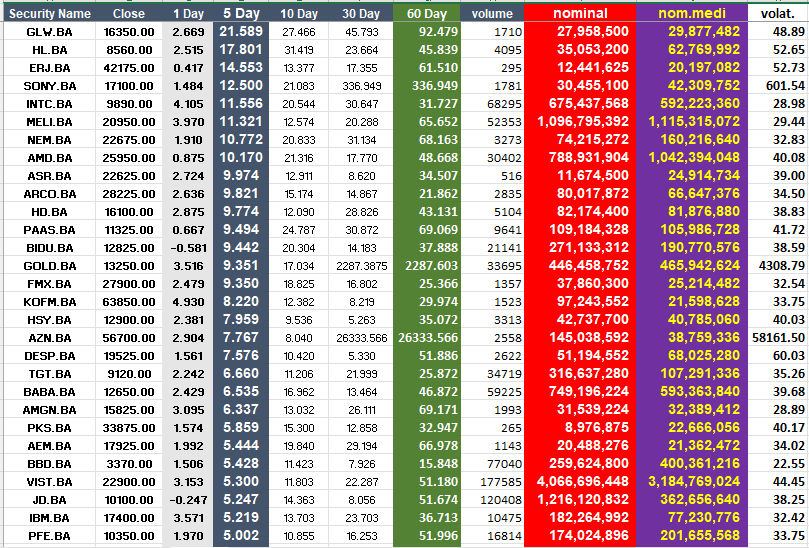 Security Name Close 1 Day 5 Day 10 Day 30 Day 60 Day volume nominal nom.medi volat.
GLW.BA 16350.00 2.669 21.589 27.466 45.793 92.479 1710 27,958,500 29,877,482 48.89
HL.BA 8560.00 2.515 17.801 31.419 23.664 45.839 4095 35,053,200 62,769,992 52.65
ERJ.BA 42175.00 0.417 14.553 13.377 17.355 61.510 295 12,441,625 20,197,082 52.73
SONY.BA 17100.00 1.484 12.500 21.083 336.949 336.949 1781 30,455,100 42,309,752 601.54
INTC.BA 9890.00 4.105 11.556 20.544 30.647 31.727 68295 675,437,568 592,223,360 28.98
MELI.BA 20950.00 3.970 11.321 12.574 20.288 65.652 52353 1,096,795,392 1,115,315,072 29.44
NEM.BA 22675.00 1.910 10.772 20.833 31.134 68.163 3273 74,215,272 160,216,640 32.83
AMD.BA 25950.00 0.875 10.170 21.316 17.770 48.668 30402 788,931,904 1,042,394,048 40.08
ASR.BA 22625.00 2.724 9.974 12.911 8.620 34.507 516 11,674,500 24,914,734 39.00
ARCO.BA 28225.00 2.636 9.821 15.174 14.867 21.862 2835 80,017,872 66,647,376 34.50
HD.BA 16100.00 2.875 9.774 12.090 28.826 43.131 5104 82,174,400 81,876,880 38.83
PAAS.BA 11325.00 0.667 9.494 24.787 30.872 69.069 9641 109,184,328 105,986,728 41.72
BIDU.BA 12825.00 -0.581 9.442 20.304 14.183 37.888 21141 271,133,312 190,770,576 38.59
GOLD.BA 13250.00 3.516 9.351 17.034 2287.3875 2287.603 33695 446,458,752 465,942,624 4308.79
FMX.BA 27900.00 2.479 9.350 18.825 16.802 25.366 1357 37,860,300 25,214,482 32.54
KOFM.BA 63850.00 4.930 8.220 12.382 8.219 29.974 1523 97,243,552 21,598,628 33.75
HSY.BA 12900.00 2.381 7.959 9.536 5.263 35.072 3313 42,737,700 40,785,060 40.03
AZN.BA 56700.00 2.904 7.767 8.040 26333.566 26333.566 2558 145,038,592 38,759,336 58161.50
DESP.BA 19525.00 1.561 7.576 10.420 5.330 51.886 2622 51,194,552 68,025,280 60.03
TGT.BA 9120.00 2.242 6.660 11.206 21.999 25.872 34719 316,637,280 107,291,336 35.26
BABA.BA 12650.00 2.429 6.535 16.962 13.464 46.872 59225 749,196,224 593,363,840 39.68
AMGN.BA 15825.00 3.095 6.337 13.032 26.111 69.171 1993 31,539,224 32,389,412 28.89
PKS.BA 33875.00 1.574 5.859 15.300 12.858 32.947 265 8,976,875 22,666,056 40.17
AEM.BA 17925.00 1.992 5.444 19.840 29.194 66.978 1143 20,488,276 21,362,472 34.02
BBD.BA 3370.00 1.506 5.428 11.423 7.926 15.848 77040 259,624,800 400,361,216 22.55
VIST.BA 22900.00 3.153 5.300 11.803 22.287 51.180 177585 4,066,696,448 3,184,769,024 44.45
JD.BA 10100.00 -0.247 5.247 14.363 8.056 51.674 120408 1,216,120,832 362,656,640 38.25
IBM.BA 17400.00 3.571 5.219 13.703 23.703 36.713 10475 182,264,992 77,230,776 32.42
PFE.BA 10350.00 1.970 5.002 10.855 16.253 51.996 16814 174,024,896 201,655,568 33.75